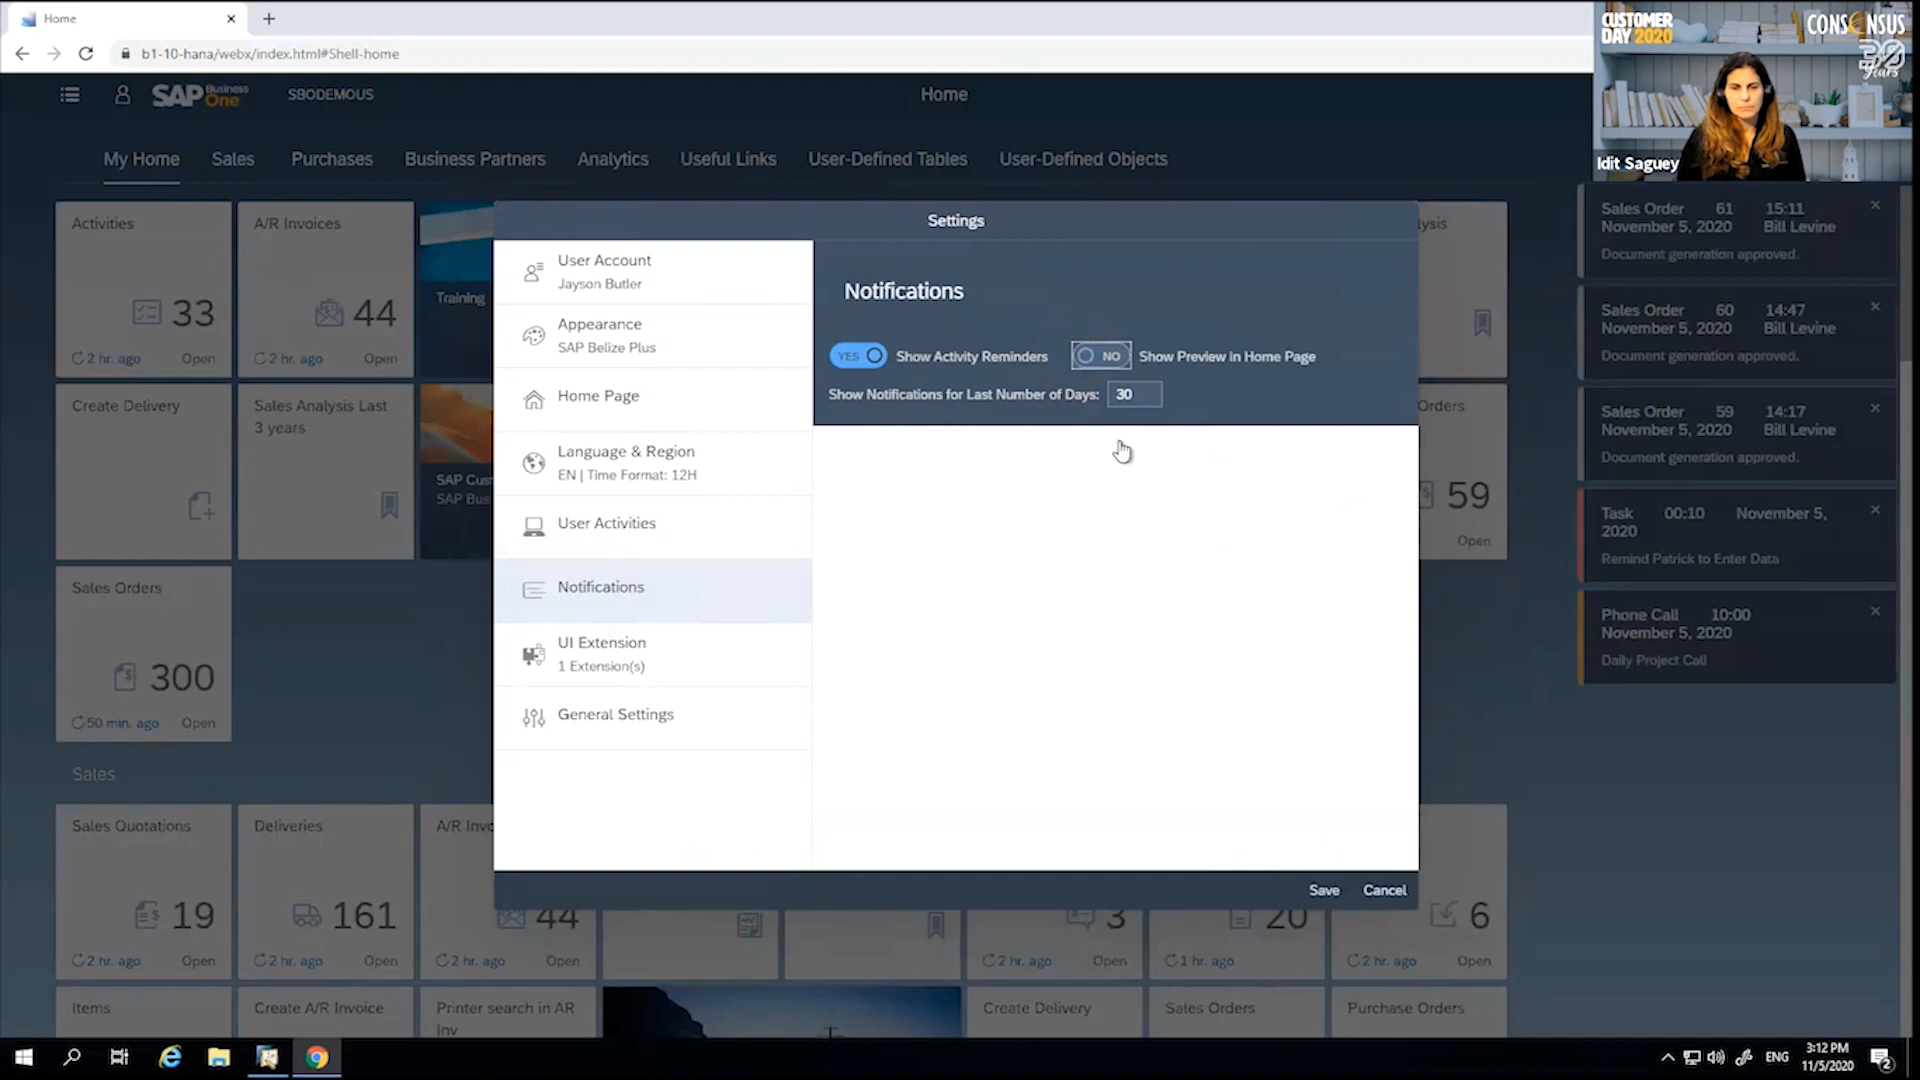 Home
b1-10-hana/webx/index.html#Shell-home
CUSTOMER
DAY 2020
CONSENSUS
30
Years
Idit Saguey
SAP Business One
SBODEMOUS
Home
My Home
Sales
Purchases
Business Partners
Analytics
Useful Links
User-Defined Tables
User-Defined Objects
Activities
33
2 hr. ago
Open
A/R Invoices
44
2 hr. ago
Open
Training
Create Delivery
Sales Analysis Last
3 years
SAP Cus
SAP Bus
lysis
Orders
59
Open
Sales Orders
300
50 min. ago
Open
Settings
User Account
Jayson Butler
Appearance
SAP Belize Plus
Home Page
Language & Region
EN | Time Format: 12H
User Activities
Notifications
UI Extension
1 Extension(s)
General Settings
Notifications
YES
Show Activity Reminders
NO
Show Preview in Home Page
Show Notifications for Last Number of Days:
30
Save
Cancel
Sales Order 61 15:11
November 5, 2020 Bill Levine
Document generation approved.
Sales Order 60 14:47
November 5, 2020 Bill Levine
Document generation approved.
Sales Order 59 14:17
November 5, 2020 Bill Levine
Document generation approved.
Task 00:10 November 5,
2020
Remind Patrick to Enter Data
Phone Call 10:00
November 5, 2020
Daily Project Call
Sales
Sales Quotations
19
2 hr. ago
Open
Deliveries
161
2 hr. ago
Open
A/R Invo
44
2 hr. ago
Open
3
2 hr. ago
Open
20
1 hr. ago
6
2 hr. ago
Open
Items
Create A/R Invoice
Printer search in AR
Inv
Create Delivery
Sales Orders
Purchase Orders
ENG
3:12 PM
11/5/2020
2